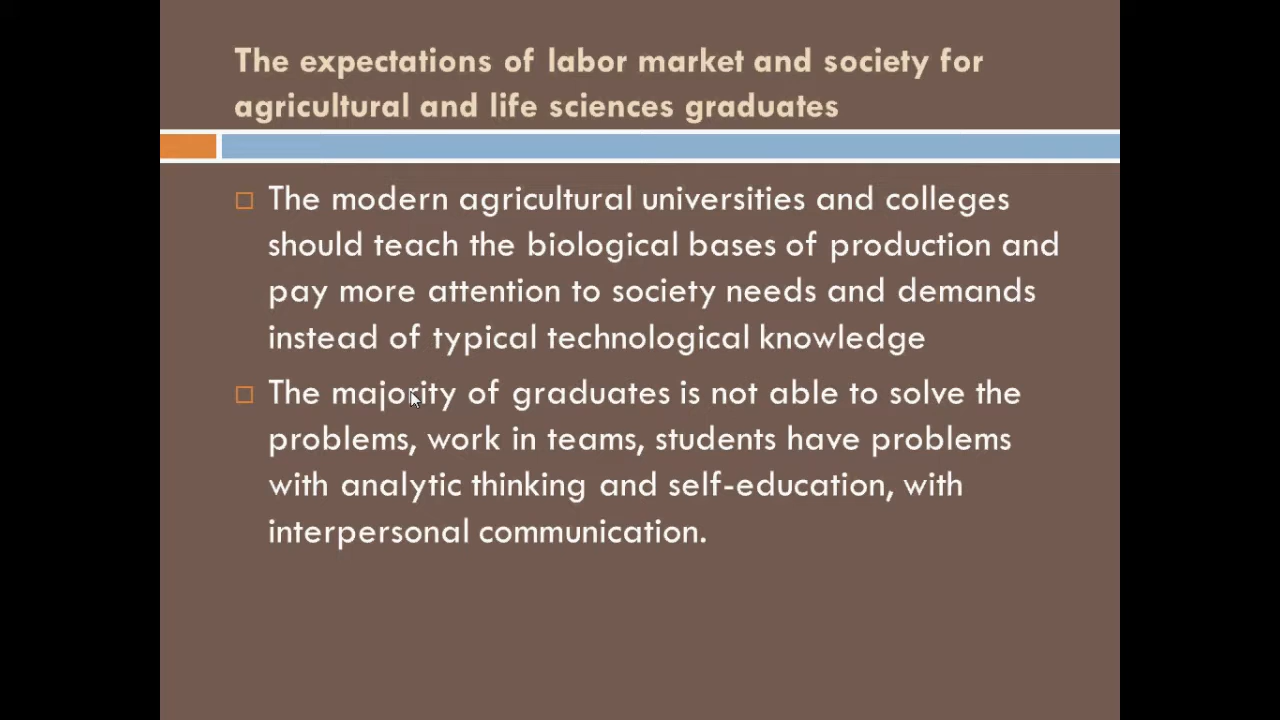 The expectations of labor market and society for
agricultural and life sciences graduates
The modern agricultural universities and colleges
should teach the biological bases of production and
pay more attention to society needs and demands
instead of typical technological knowledge
The majority of graduates is not able to solve the
problems, work in teams, students have problems
with analytic thinking and self-education, with
interpersonal communication.